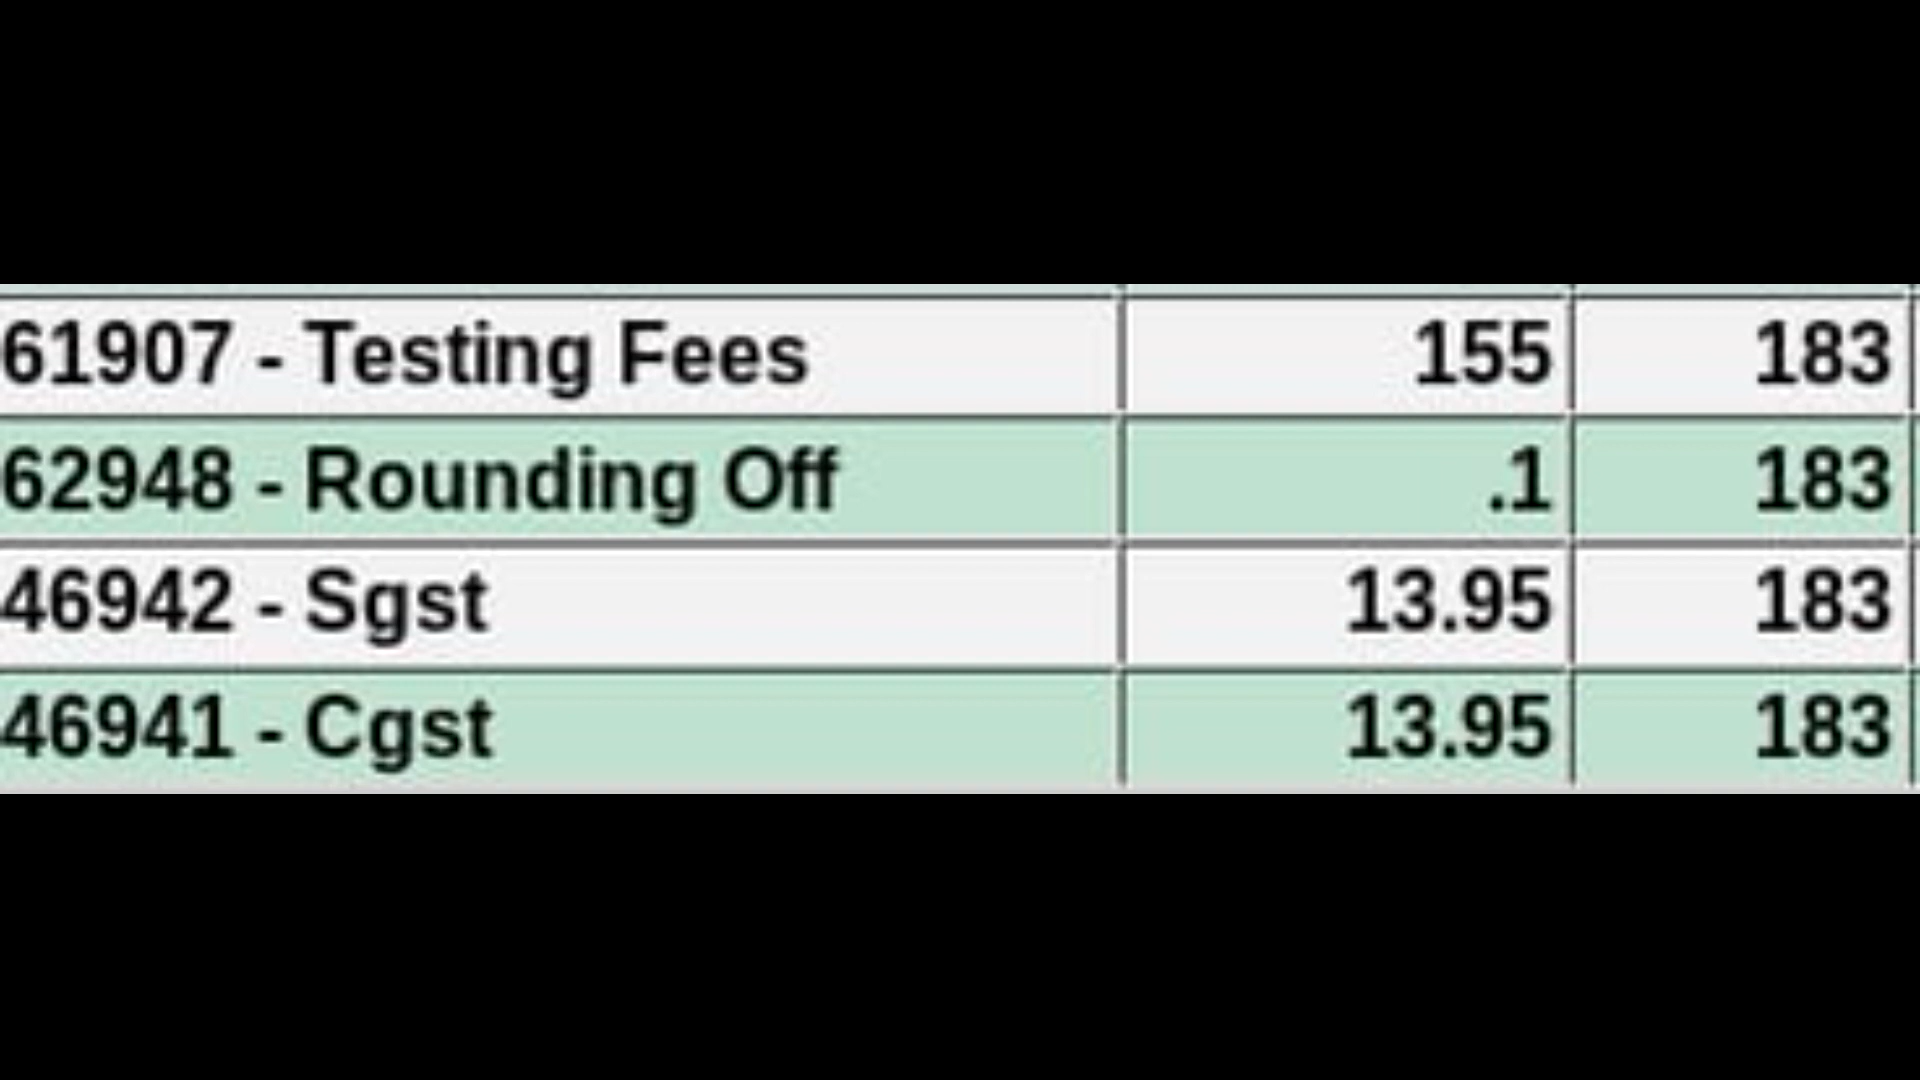 61907 - Testing Fees 155 183
62948 - Rounding Off .1 183
46942 - Sgst 13.95 183
46941 - Cgst 13.95 183